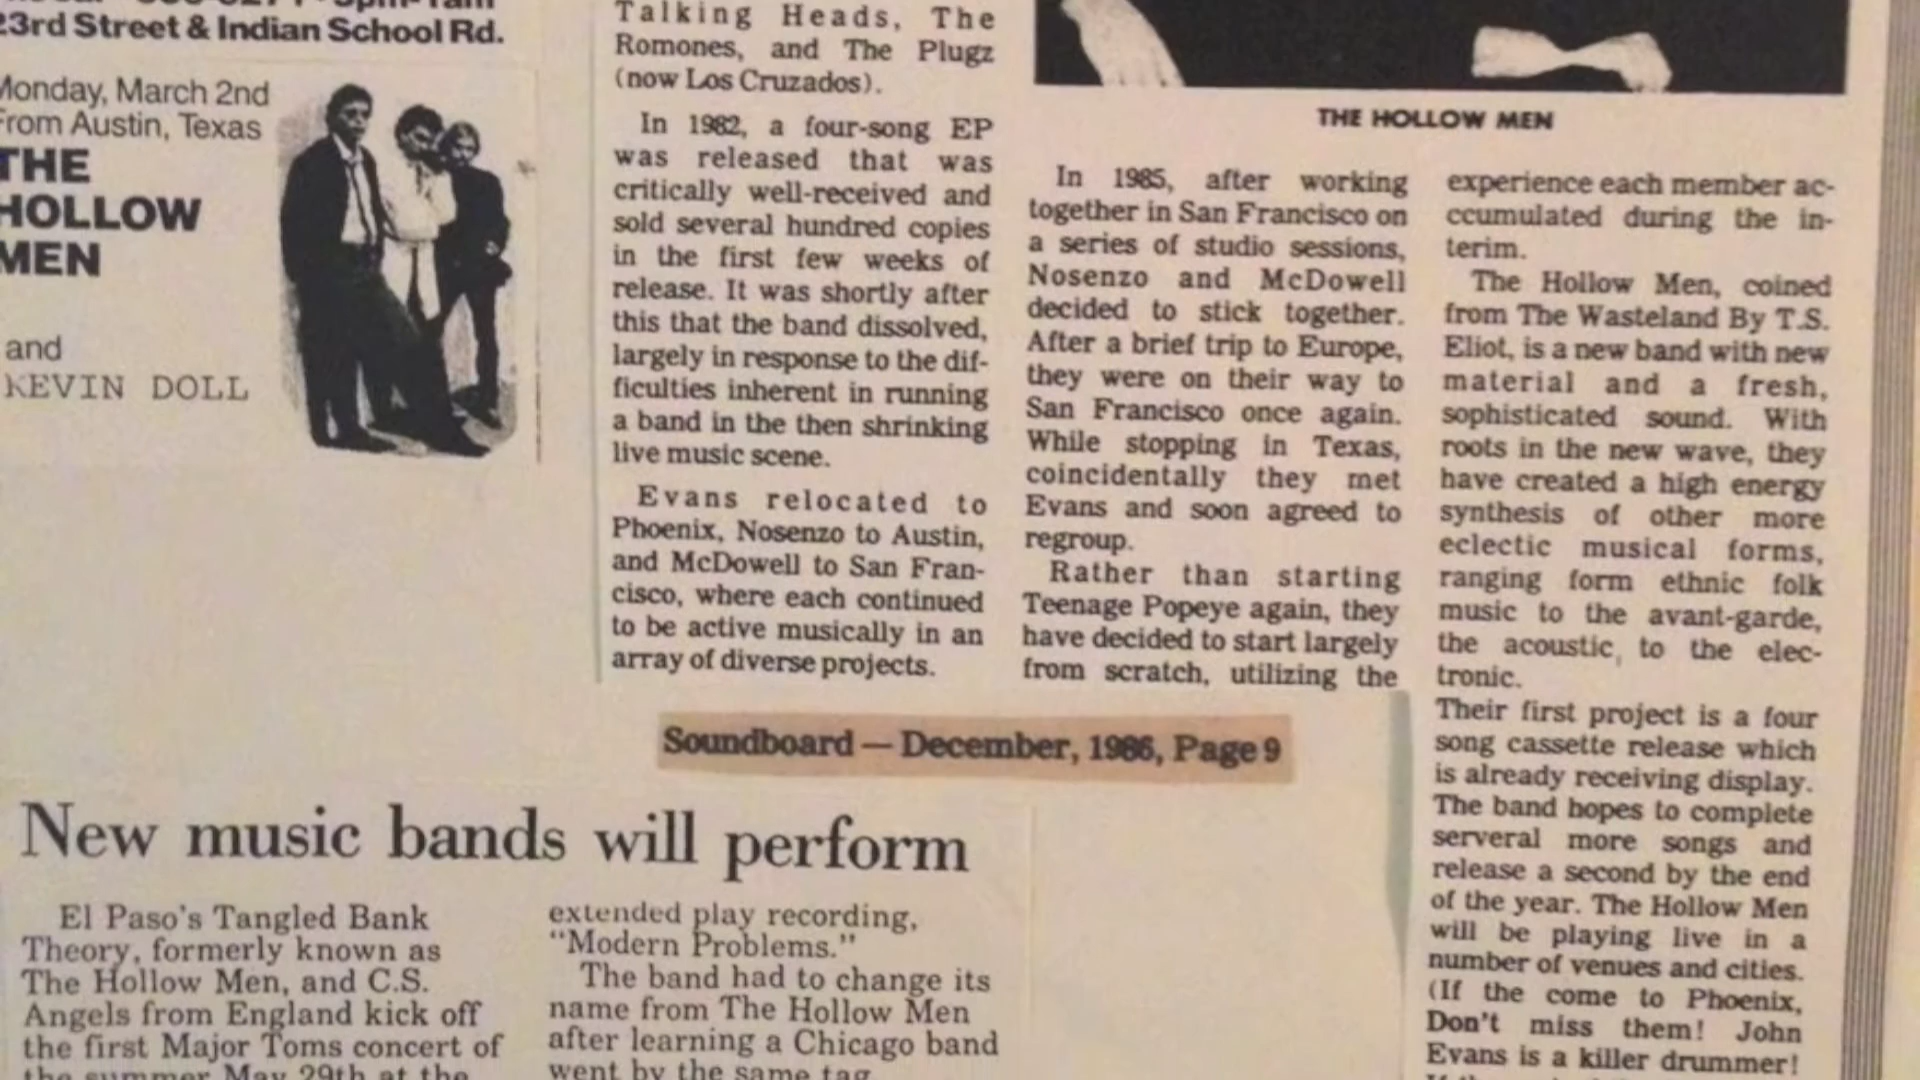 23rd Street & Indian School Rd.
Monday, March 2nd
From Austin, Texas
THE
HOLLOW
MEN
and
KEVIN DOLL
Talking Heads, The
Romones, and The Plugz
(now Los Cruzados).
In 1982, a four-song EP
was released that was
critically well-received and
sold several hundred copies
in the first few weeks of
release. It was shortly after
this that the band dissolved,
largely in response to the dif-
ficulties inherent in running
a band in the then shrinking
live music scene.
Evans relocated to
Phoenix, Nosenzo to Austin,
and McDowell to San Fran-
cisco, where each continued
to be active musically in an
array of diverse projects.
THE HOLLOW MEN
In 1985, after working
together in San Francisco on
a series of studio sessions,
Nosenzo and McDowell
decided to stick together.
After a brief trip to Europe,
they were on their way to
San Francisco once again.
While stopping in Texas,
coincidentally they met
Evans and soon agreed to
regroup.
Rather than starting
Teenage Popeye again, they
have decided to start largely
from scratch, utilizing the
experience each member ac-
ccumulated during the in-
terim.
The Hollow Men, coined
from The Wasteland By T.S.
Eliot, is a new band with new
material and a fresh,
sophisticated sound. With
roots in the new wave, they
have created a high energy
synthesis of other more
eclectic musical forms,
ranging form ethnic folk
music to the avant-garde,
the acoustic, to the elec-
tronic.
Their first project is a four
song cassette release which
is already receiving display.
The band hopes to complete
serveral more songs and
release a second by the end
of the year. The Hollow Men
will be playing live in a
number of venues and cities.
(If the come to Phoenix,
Don't miss them! John
Evans is a killer drummer!
Soundboard — December, 1986, Page 9
New music bands will perform
El Paso's Tangled Bank
Theory, formerly known as
The Hollow Men, and C.S.
Angels from England kick off
the first Major Toms concert of
the summer May 29th at the
extended play recording,
"Modern Problems."
The band had to change its
name from The Hollow Men
after learning a Chicago band
went by the same tag